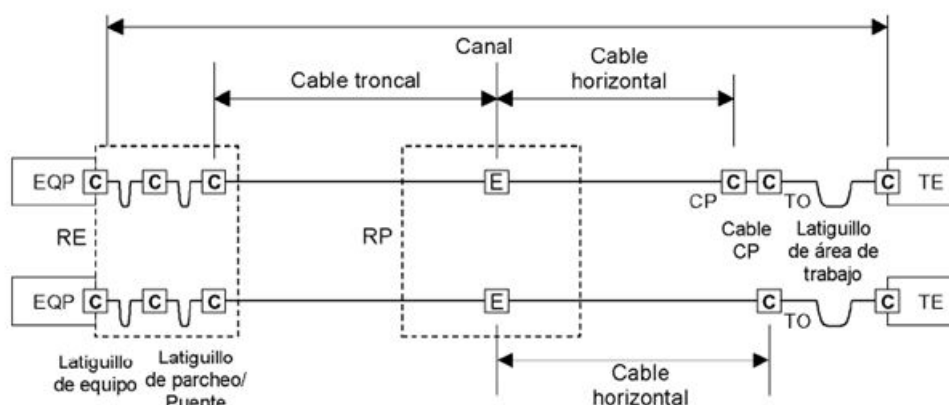 Canal
Cable troncal
Cable
horizontal
EQP
C
C
C
E
C
C
C
TE
CP
TO
RE
RP
Cable
CP
Latiguillo
de área de
trabajo
EQP
C
C
C
E
C
C
TE
TO
Latiguillo
de equipo
Latiguillo
de parcheo/
Puente
Cable
horizontal